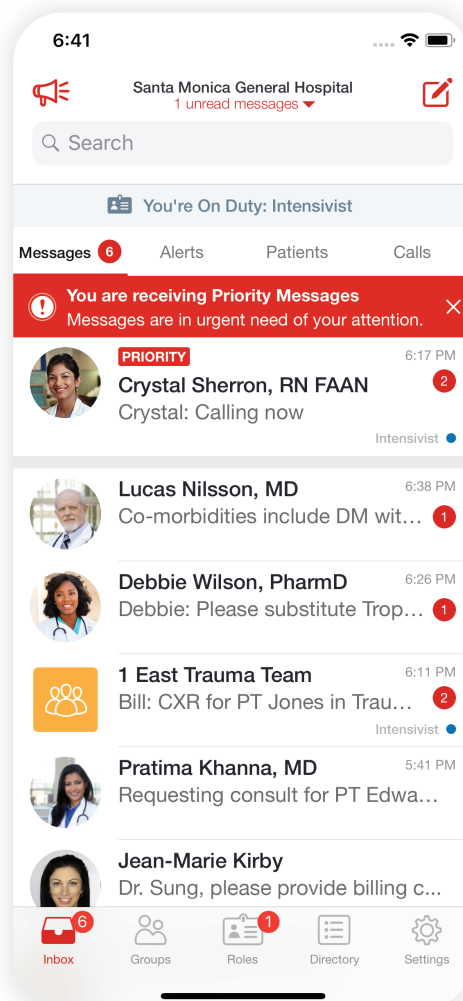 6:41
Santa Monica General Hospital
1 unread messages
Search
You're On Duty: Intensivist
Messages 6 Alerts Patients Calls
You are receiving Priority Messages
Messages are in urgent need of your attention.
PRIORITY 6:17 PM
Crystal Sherron, RN FAAN 2
Crystal: Calling now
Intensivist
Lucas Nilsson, MD 6:38 PM
Co-morbidities include DM wit... 1
Debbie Wilson, PharmD 6:26 PM
Debbie: Please substitute Trop... 1
1 East Trauma Team 6:11 PM
Bill: CXR for PT Jones in Trau... 2
Intensivist
Pratima Khanna, MD 5:41 PM
Requesting consult for PT Edwa...
Jean-Marie Kirby
Dr. Sung, please provide billing c...
6 1
Inbox Groups Roles Directory Settings